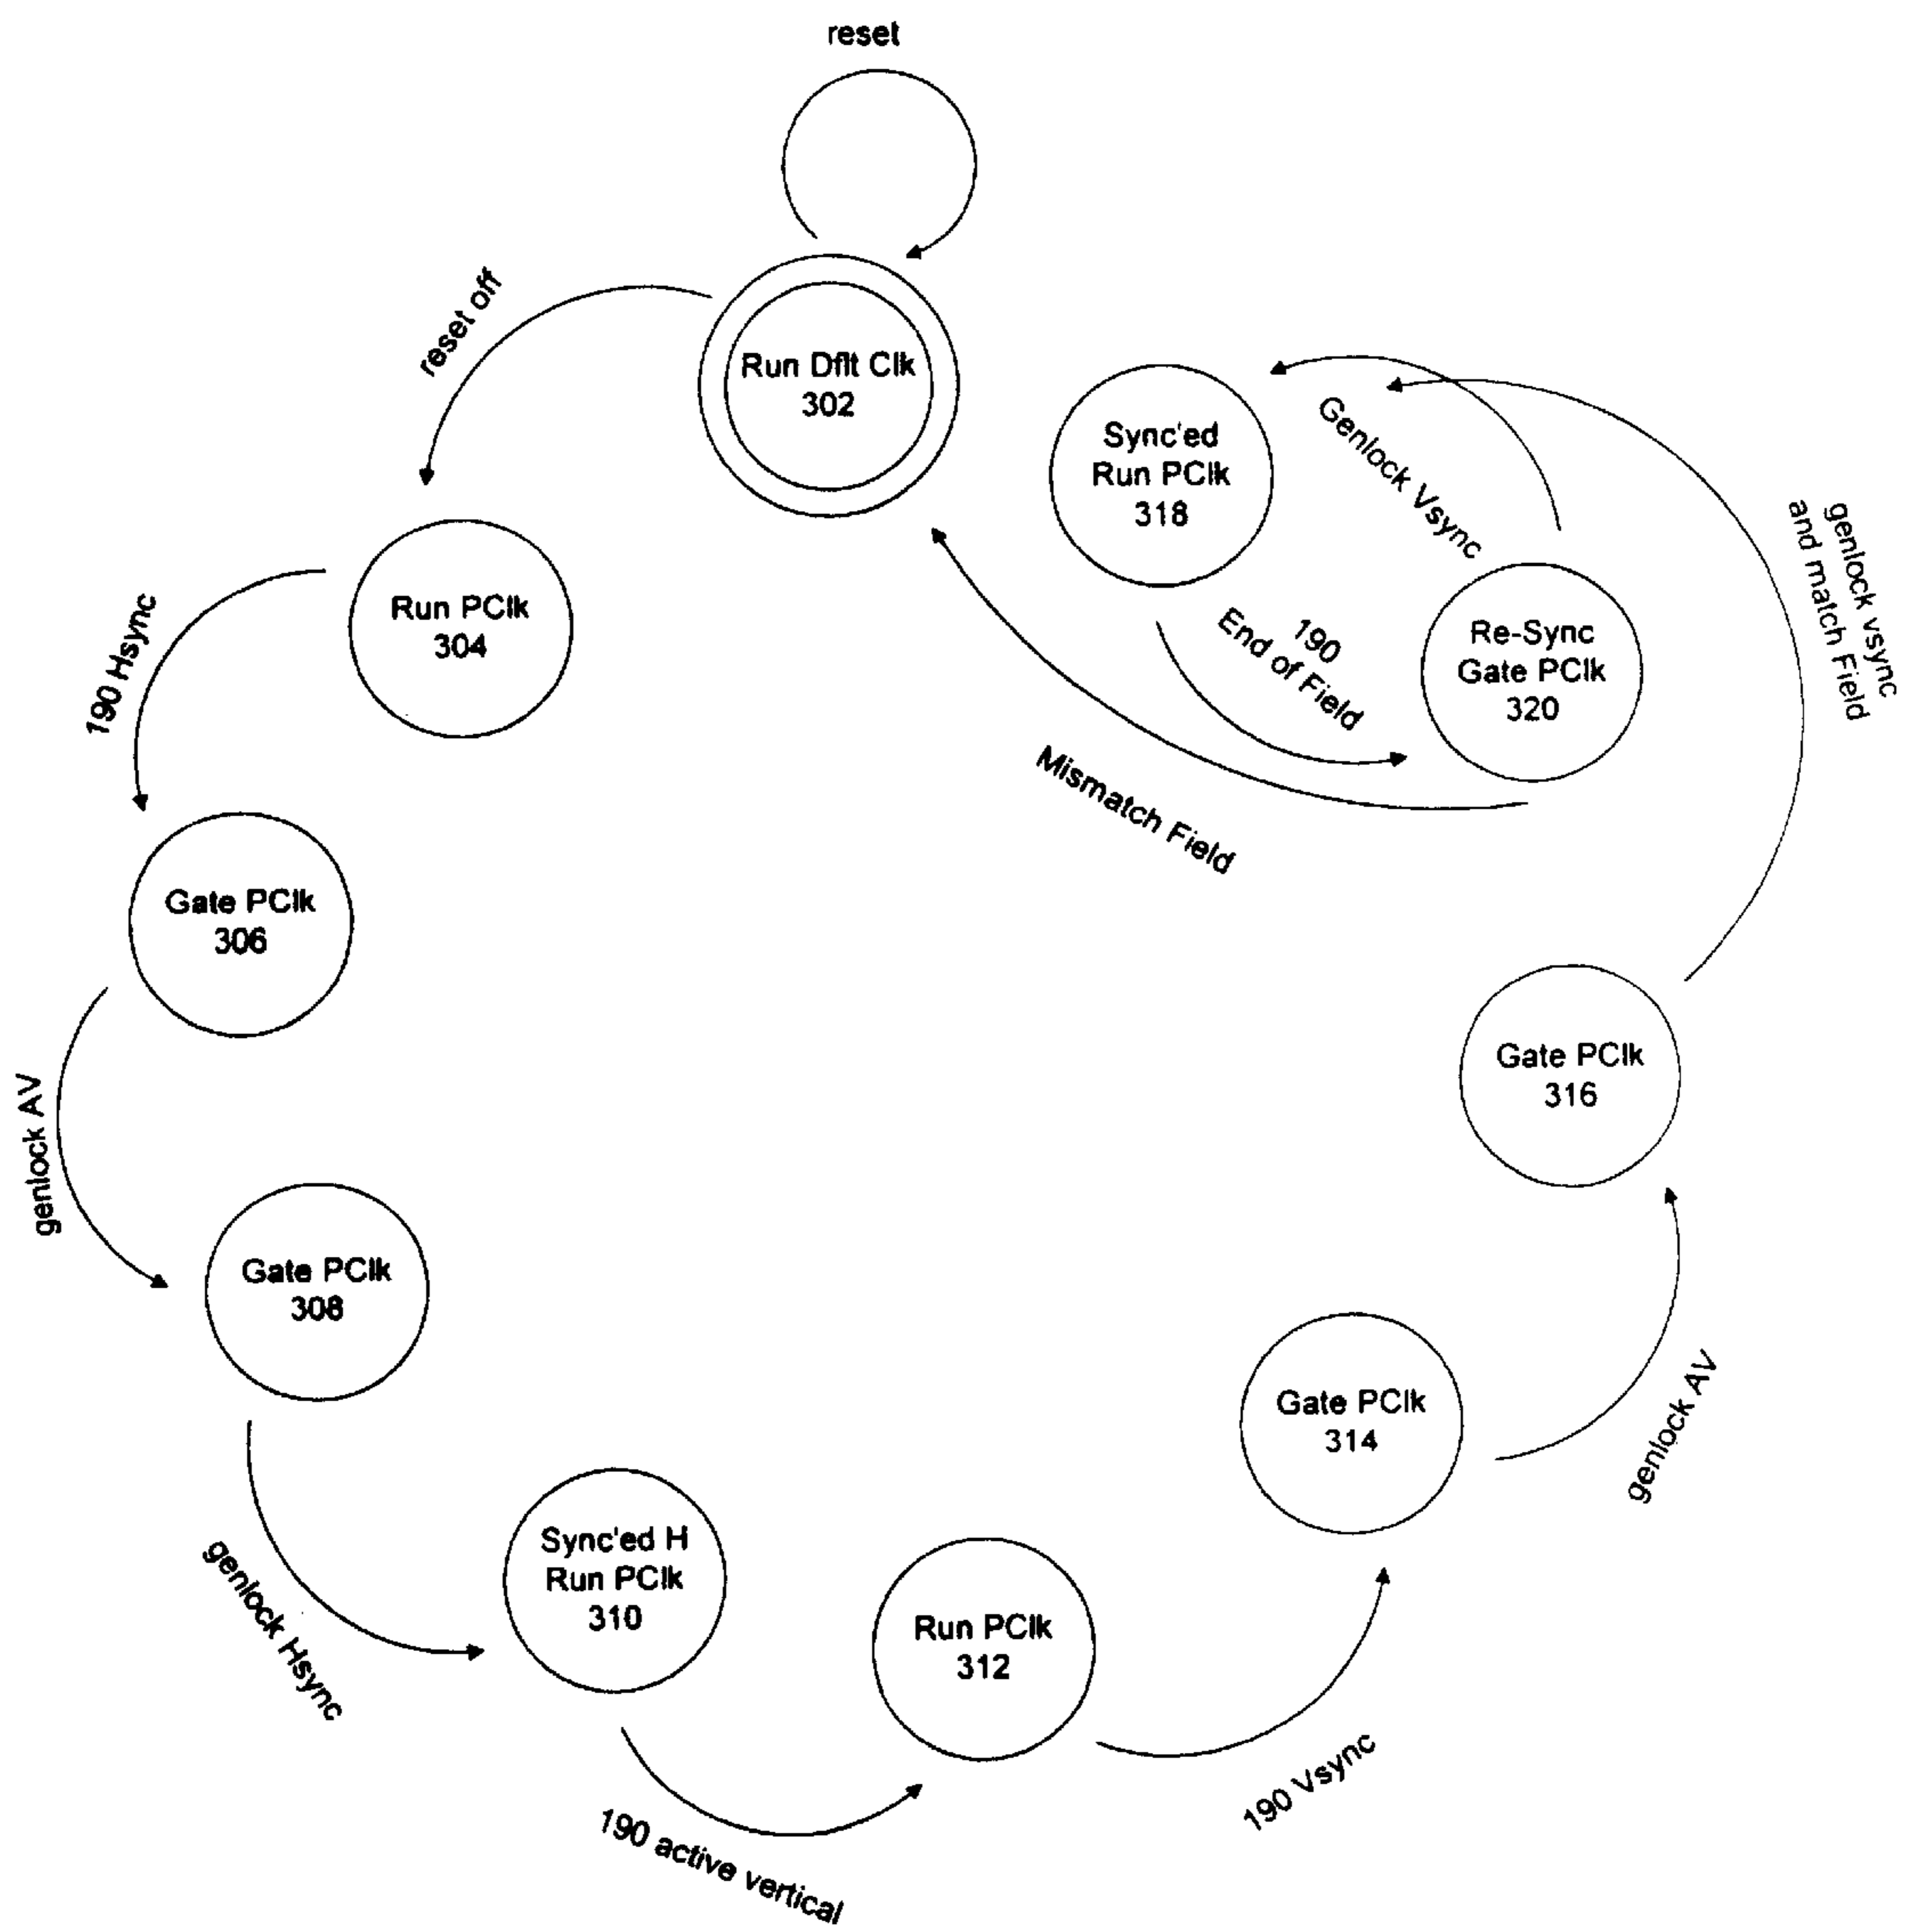 reset
reset off
Run Dflt Clk
302
Sync'ed
Run PClk
318
Genlock Vsync
genlock vsync
and match Field
190
End of Field
Re-Sync
Gate PClk
320
Mismatch Field
Run PClk
304
190 Hsync
Gate PClk
306
genlock AV
Gate PClk
308
genlock Hsync
Sync'ed H
Run PClk
310
190 active vertical
Run PClk
312
190 Vsync
Gate PClk
314
genlock AV
Gate PClk
316